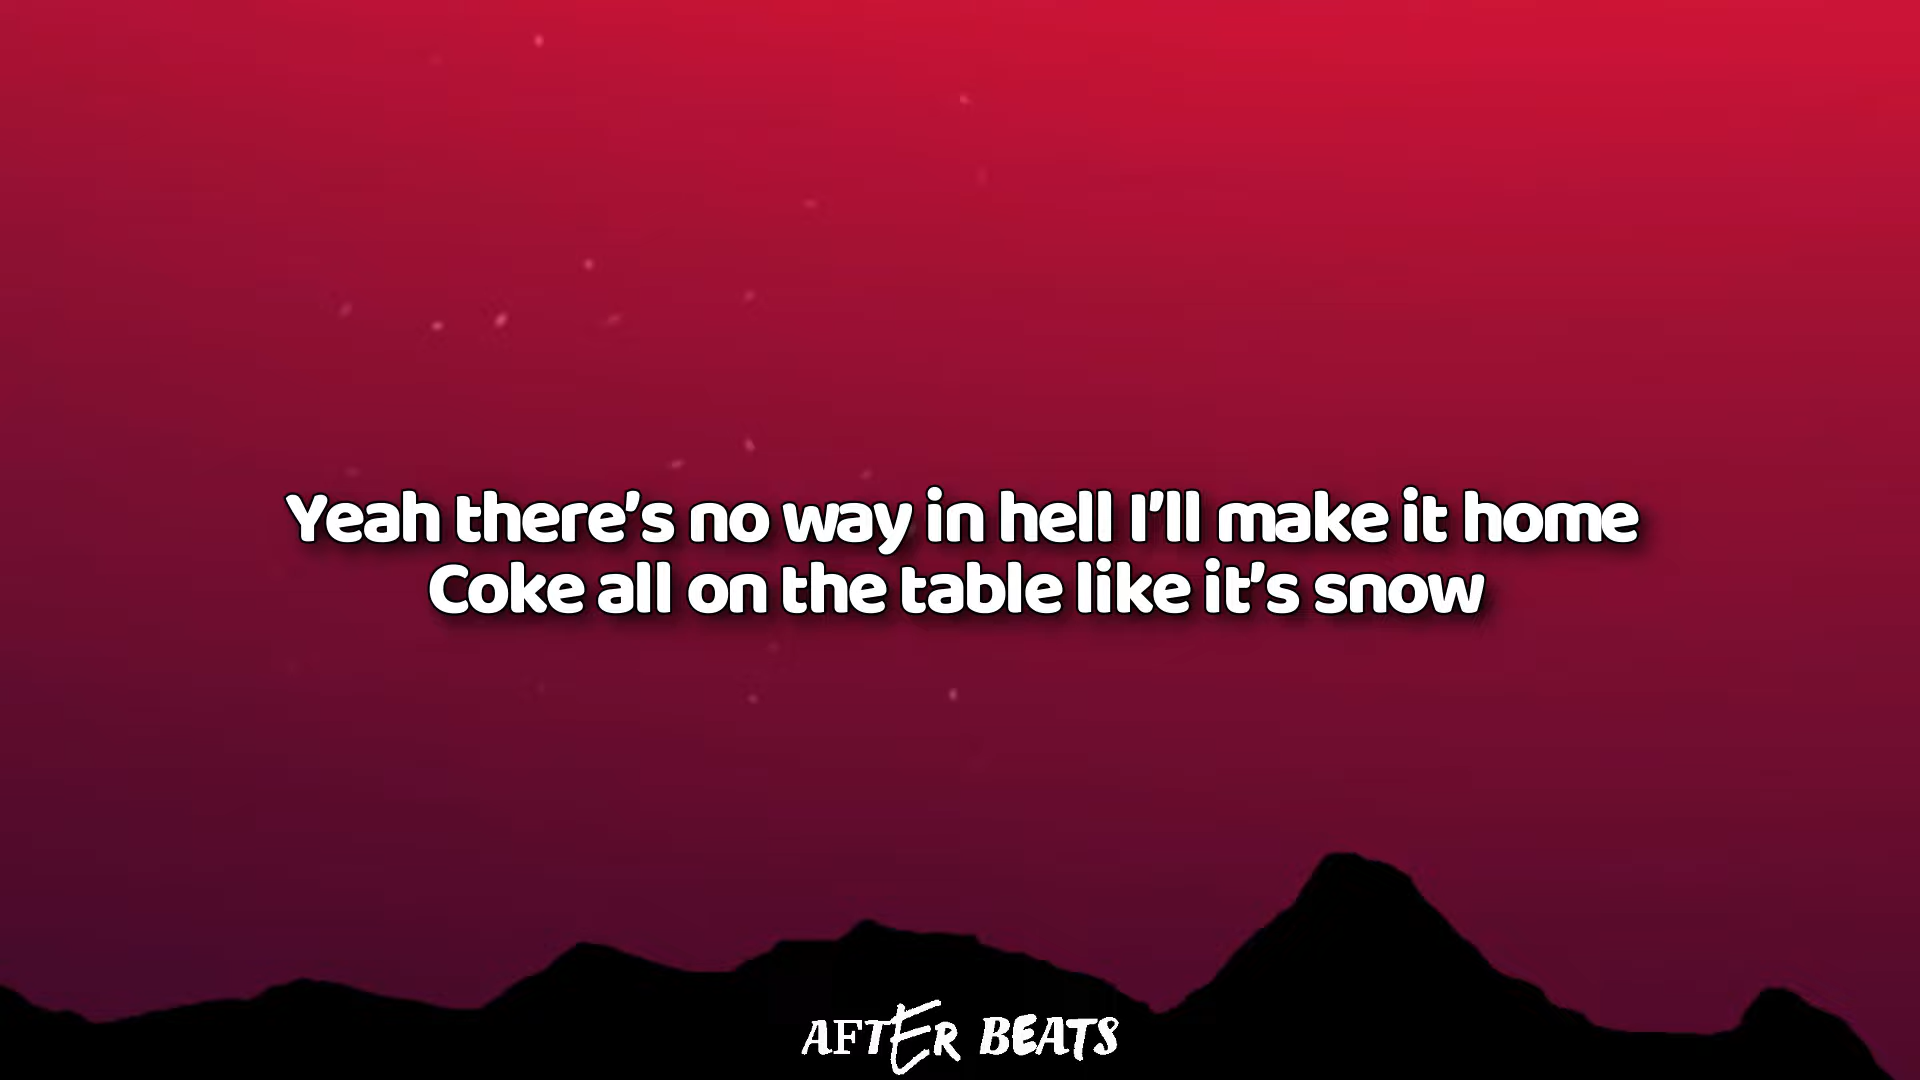 Yeah there's no way in hell I'll make it home
Coke all on the table like it's snow
AFTER BEATS